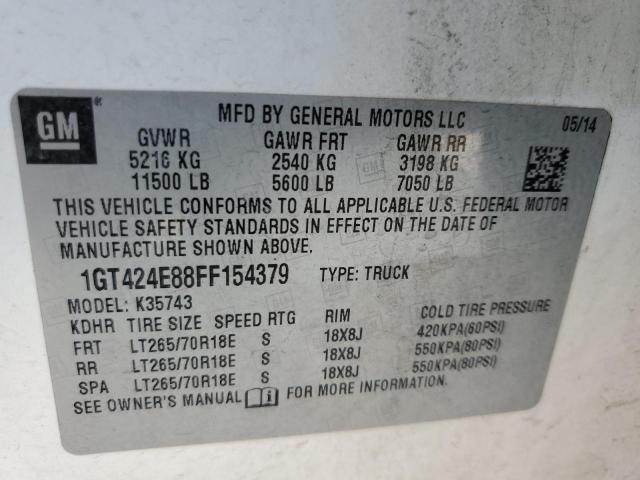 GM ®
MFD BY GENERAL MOTORS LLC 05/14
GVWR GAWR FRT GAWR RR
5216 KG 2540 KG 3198 KG
11500 LB 5600 LB 7050 LB
THIS VEHICLE CONFORMS TO ALL APPLICABLE U.S. FEDERAL MOTOR
VEHICLE SAFETY STANDARDS IN EFFECT ON THE DATE OF
MANUFACTURE SHOWN ABOVE.
1GT424E88FF154379 TYPE: TRUCK
MODEL: K35743
KDHR TIRE SIZE SPEED RTG RIM COLD TIRE PRESSURE
FRT LT265/70R18E S 18X8J 420KPA(60PSI)
RR LT265/70R18E S 18X8J 550KPA(80PSI)
SPA LT265/70R18E S 18X8J 550KPA(80PSI)
SEE OWNER'S MANUAL FOR MORE INFORMATION.